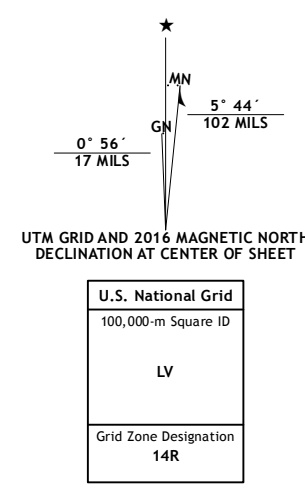 ★
MN
5° 44´
102 MILS
GN
0° 56´
17 MILS
UTM GRID AND 2016 MAGNETIC NORTH
DECLINATION AT CENTER OF SHEET
U.S. National Grid
100,000-m Square ID
LV
Grid Zone Designation
14R